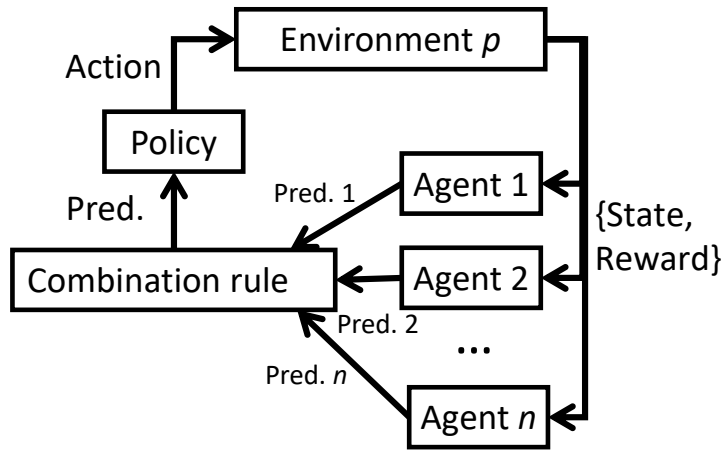 Environment p
Action
Policy
Pred. 1
Agent 1
Pred.
{State,
Reward}
Combination rule
Agent 2
Pred. 2
...
Pred. n
Agent n